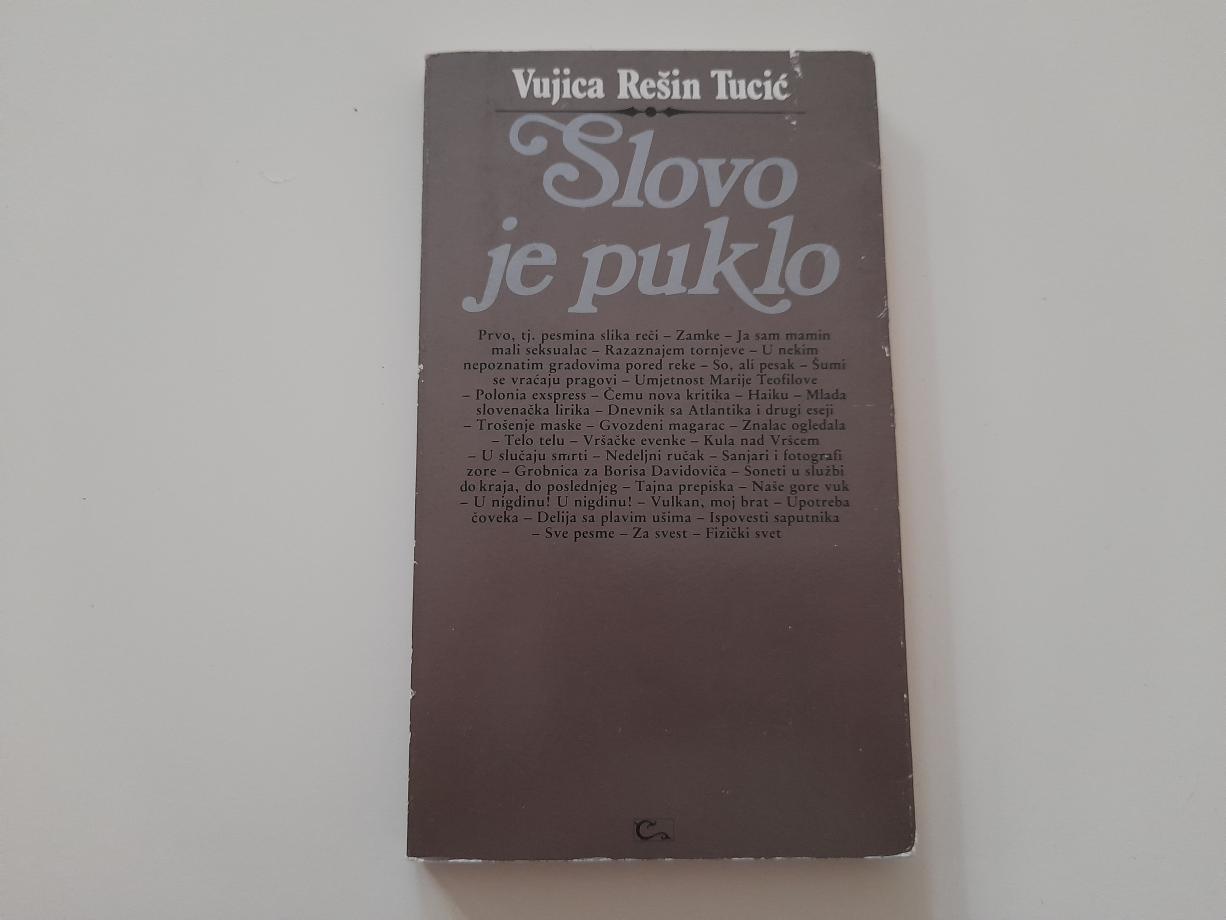 Vujica Rešin Tucić
Slovo
je puklo
Prvo, tj. pesmina slika reči – Zamke – Ja sam mamin
mali seksualac – Razaznajem tornjeve – U nekim
nepoznatim gradovima pored reke – So, ali pesak – Šumi
se vraćaju pragovi – Umjetnost Marije Teofilove
– Polonia exspress – Čemu nova kritika – Haiku – Mlada
slovenačka lirika – Dnevnik sa Atlantika i drugi eseji
– Trošenje maske – Gvozdeni magarac – Znalac ogledala
– Telo telu – Vršačke evenke – Kula nad Vršcem
– U slučaju smrti – Nedeljni ručak – Sanjari i fotografi
zore – Grobnica za Borisa Davidoviča – Soneti u službi
do kraja, do poslednjeg – Tajna prepiska – Naše gore vuk
– U nigdinu! U nigdinu! – Vulkan, moj brat – Upotreba
čoveka – Delija sa plavim ušima – Ispovesti saputnika
– Sve pesme – Za svest – Fizički svet